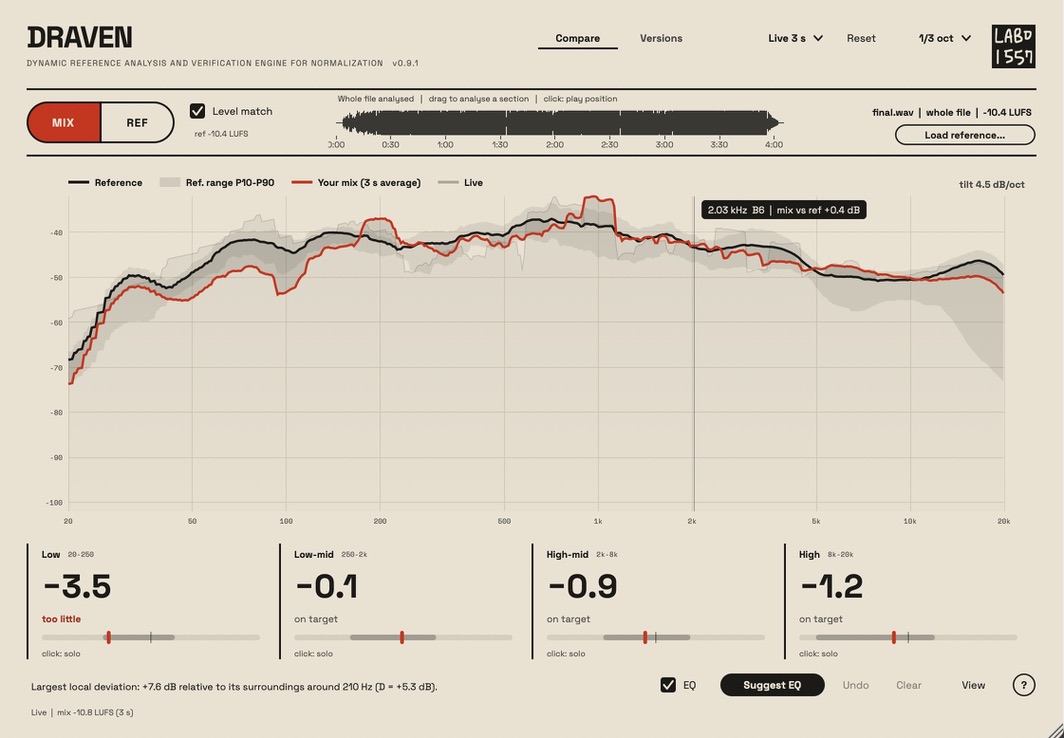 DRAVEN
Compare Versions Live 3 s Reset 1/3 oct
LABD
1557
DYNAMIC REFERENCE ANALYSIS AND VERIFICATION ENGINE FOR NORMALIZATION v0.9.1
Whole file analysed | drag to analyse a section | click: play position
MIX REF
Level match
ref -10.4 LUFS
final.wav | whole file | -10.4 LUFS
Load reference...
0:00 0:30 1:00 1:30 2:00 2:30 3:00 3:30 4:00
Reference Ref. range P10-P90 Your mix (3 s average) Live
tilt 4.5 dB/oct
2.03 kHz B6 | mix vs ref +0.4 dB
-40
-50
-60
-70
-80
-90
-100
20 50 100 200 500 1k 2k 5k 10k 20k
Low 20-250
-3.5
too little
click: solo
Low-mid 250-2k
-0.1
on target
click: solo
High-mid 2k-8k
-0.9
on target
click: solo
High 8k-20k
-1.2
on target
click: solo
Largest local deviation: +7.6 dB relative to its surroundings around 210 Hz (D = +5.3 dB).
EQ Suggest EQ Undo Clear View ?
Live | mix -10.8 LUFS (3 s)